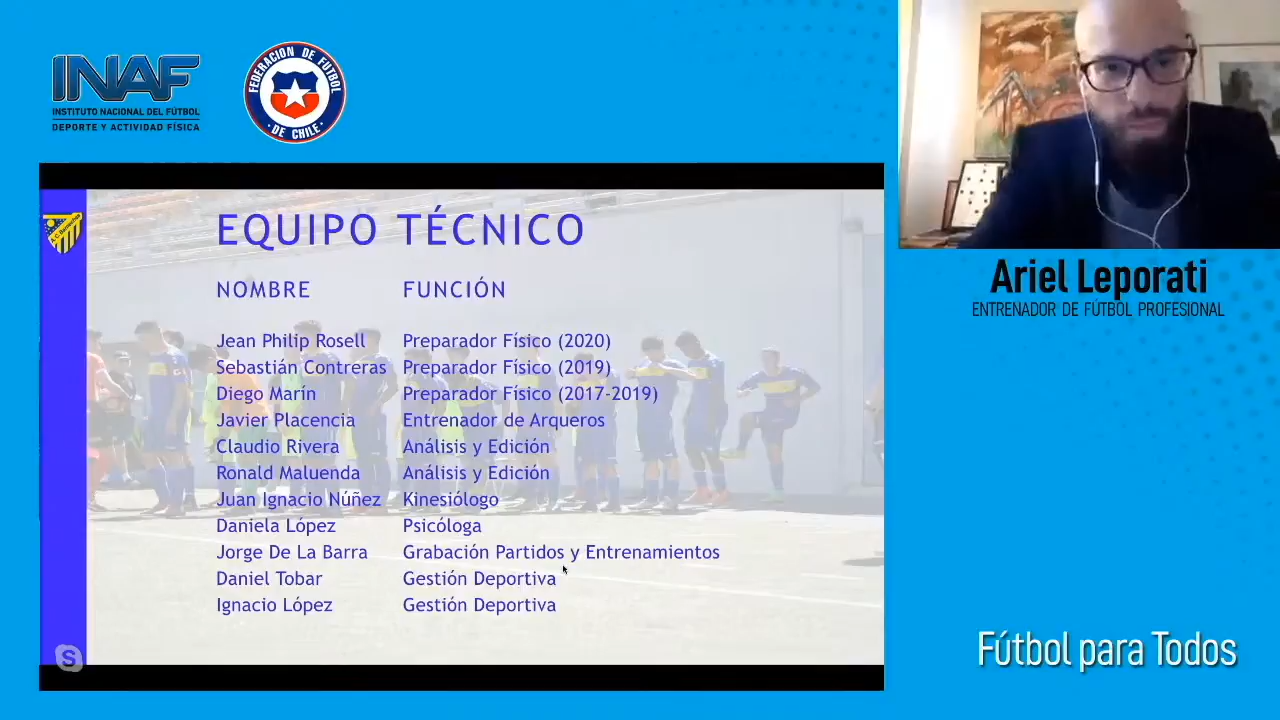 INAF
INSTITUTO NACIONAL DEL FÚTBOL
DEPORTE Y ACTIVIDAD FÍSICA
FEDERACION DE FUTBOL
· DE CHILE ·
EQUIPO TÉCNICO
NOMBRE FUNCIÓN
Jean Philip Rosell Preparador Físico (2020)
Sebastián Contreras Preparador Físico (2019)
Diego Marín Preparador Físico (2017-2019)
Javier Placencia Entrenador de Arqueros
Claudio Rivera Análisis y Edición
Ronald Maluenda Análisis y Edición
Juan Ignacio Núñez Kinesiólogo
Daniela López Psicóloga
Jorge De La Barra Grabación Partidos y Entrenamientos
Daniel Tobar Gestión Deportiva
Ignacio López Gestión Deportiva
S
Ariel Leporati
ENTRENADOR DE FÚTBOL PROFESIONAL
Fútbol para Todos